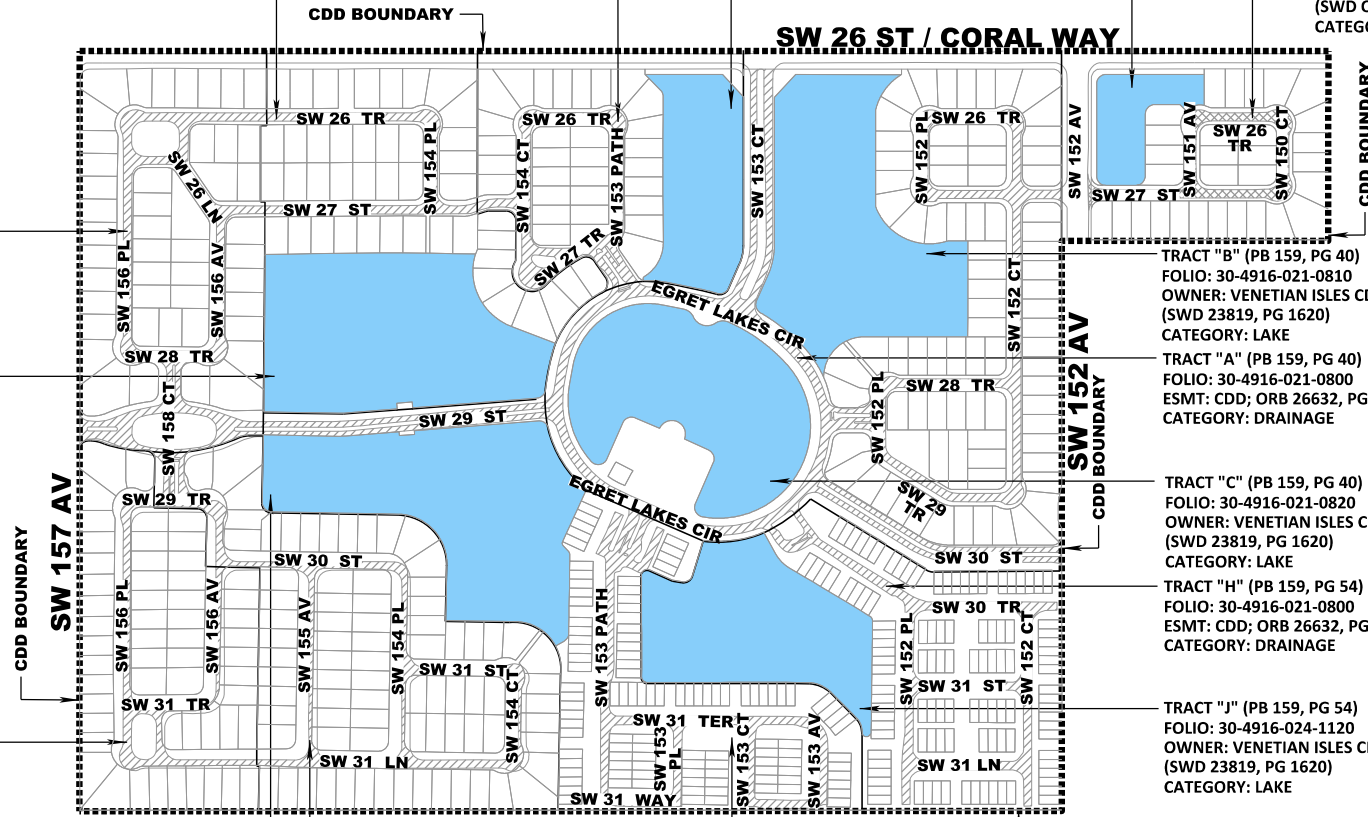 (SWD C
CATEGO
CDD BOUNDARY
SW 26 ST / CORAL WAY
CDD BOUNDARY
SW 26 TR
SW 154 PL
SW 26 TR
SW 154 CT
SW 153 PATH
SW 153 CT
SW 152 PL
SW 26 TR
SW 152 AV
SW 151 AV
SW 26
TR
SW 150 CT
SW 26 LN
SW 27 ST
SW 27 ST
SW 27 TR
SW 156 PL
SW 156 AV
SW 152 CT
EGRET LAKES CIR
SW 28 TR
SW 158 CT
SW 29 ST
SW 152 PL
SW 28 TR
SW 152 AV
CDD BOUNDARY
TRACT "B" (PB 159, PG 40)
FOLIO: 30-4916-021-0810
OWNER: VENETIAN ISLES CD
(SWD 23819, PG 1620)
CATEGORY: LAKE
TRACT "A" (PB 159, PG 40)
FOLIO: 30-4916-021-0800
ESMT: CDD; ORB 26632, PG
CATEGORY: DRAINAGE
TRACT "C" (PB 159, PG 40)
FOLIO: 30-4916-021-0820
OWNER: VENETIAN ISLES C
(SWD 23819, PG 1620)
CATEGORY: LAKE
TRACT "H" (PB 159, PG 54)
FOLIO: 30-4916-021-0800
ESMT: CDD; ORB 26632, PG
CATEGORY: DRAINAGE
TRACT "J" (PB 159, PG 54)
FOLIO: 30-4916-024-1120
OWNER: VENETIAN ISLES C
(SWD 23819, PG 1620)
CATEGORY: LAKE
SW 157 AV
CDD BOUNDARY
SW 29 TR
EGRET LAKES CIR
SW 29
TR
SW 30 ST
SW 30 ST
SW 156 PL
SW 156 AV
SW 155 AV
SW 154 PL
SW 153 PATH
SW 30 TR
SW 152 PL
SW 152 CT
SW 31 ST
SW 31 ST
SW 154 CT
SW 31 TR
SW 31 TER
SW 153
PL
SW 153 CT
SW 153 AV
SW 31 LN
SW 31 LN
SW 31 WAY